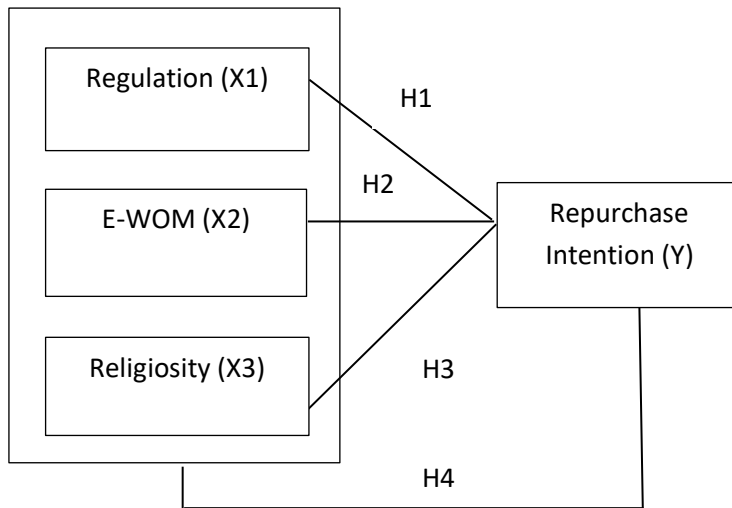 Regulation (X1)
H1
H2
E-WOM (X2)
Repurchase
Intention (Y)
Religiosity (X3)
H3
H4